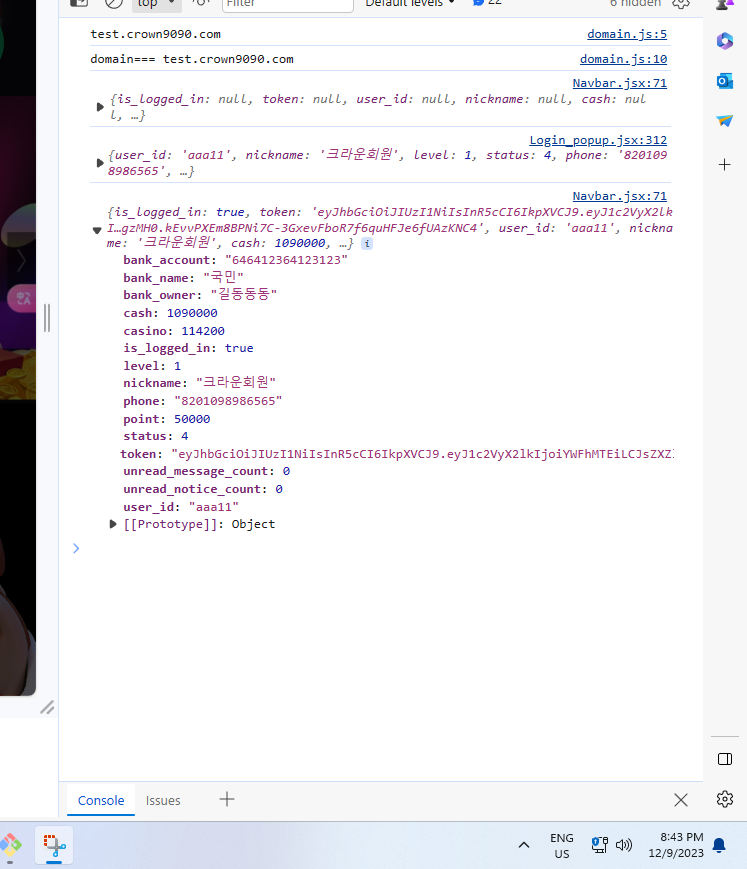 top
Filter
Default levels
22
6 hidden
test.crown9090.com domain.js:5
domain=== test.crown9090.com domain.js:10
Navbar.jsx:71
{is_logged_in: null, token: null, user_id: null, nickname: null, cash: nul
l, …}
Login_popup.jsx:312
{user_id: 'aaa11', nickname: '크라운회원', level: 1, status: 4, phone: '820109
8986565', …}
Navbar.jsx:71
{is_logged_in: true, token: 'eyJhbGciOiJIUzI1NiIsInR5cCI6IkpXVCJ9.eyJ1c2VyX2lk
I…gzMH0.kEvvPXEm8BPNi7C-3GxevFboR7f6quHFJe6fUAzKNC4', user_id: 'aaa11', nickna
me: '크라운회원', cash: 1090000, …} i
bank_account: "646412364123123"
bank_name: "국민"
bank_owner: "길동동동"
cash: 1090000
casino: 114200
is_logged_in: true
level: 1
nickname: "크라운회원"
phone: "8201098986565"
point: 50000
status: 4
token: "eyJhbGciOiJIUzI1NiIsInR5cCI6IkpXVCJ9.eyJ1c2VyX2lkIjoiYWFhMTEiLCJsZXZ
unread_message_count: 0
unread_notice_count: 0
user_id: "aaa11"
[[Prototype]]: Object
Console Issues
ENG
US
8:43 PM
12/9/2023